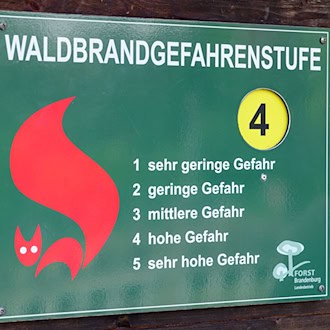 WALDBRANDGEFAHRENSTUFE
4
1 sehr geringe Gefahr
2 geringe Gefahr
3 mittlere Gefahr
4 hohe Gefahr
5 sehr hohe Gefahr
FORST
Brandenburg
Landesbetrieb